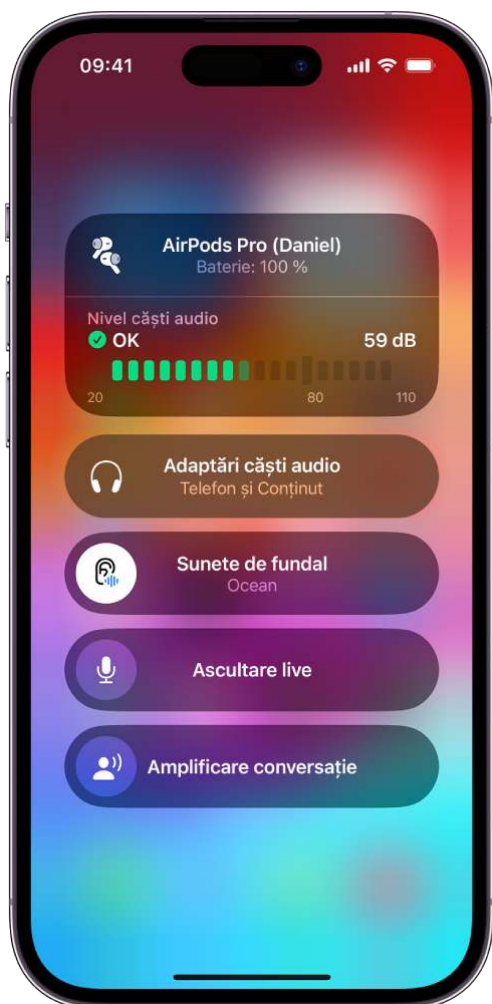 09:41
AirPods Pro (Daniel)
Baterie: 100 %
Nivel căști audio
OK 59 dB
20 80 110
Adaptări căști audio
Telefon și Conținut
Sunete de fundal
Ocean
Ascultare live
Amplificare conversație